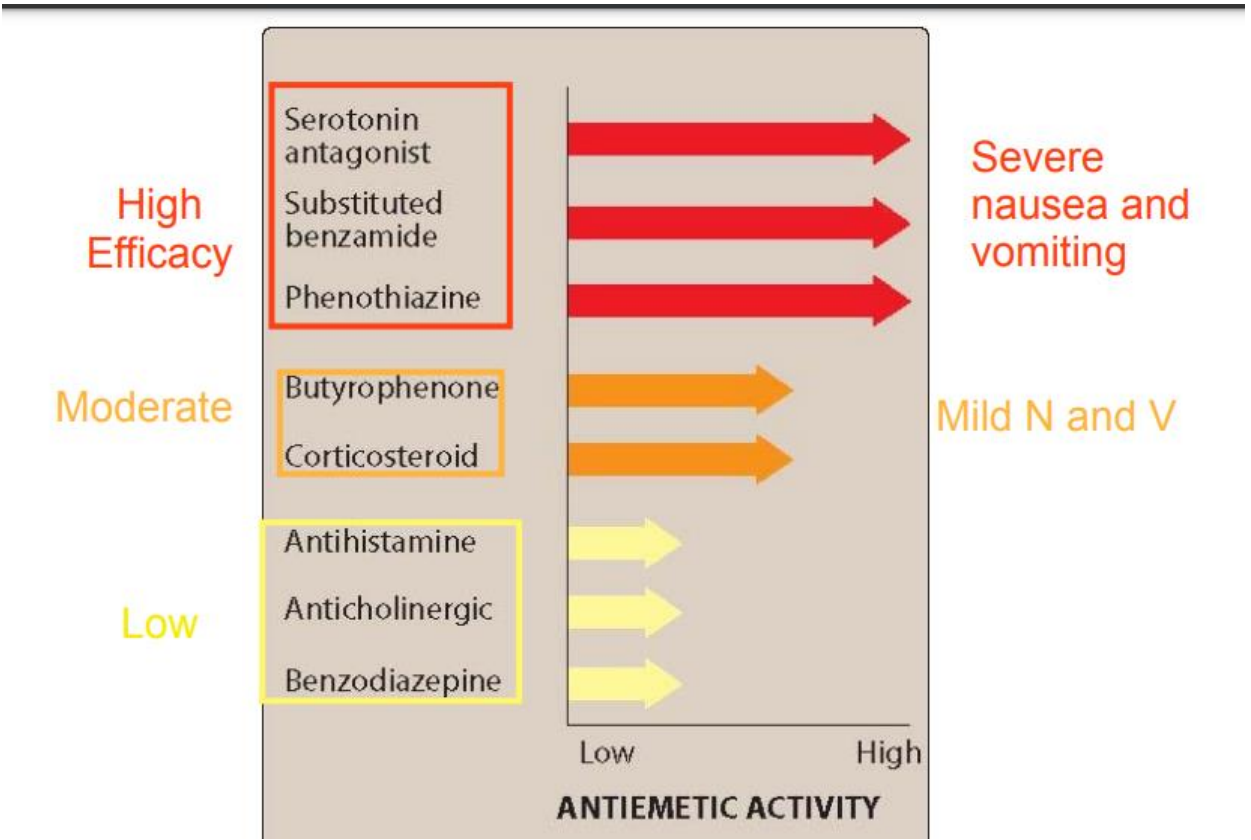 Serotonin
antagonist
Substituted
benzamide
Phenothiazine
High
Efficacy
Severe
nausea and
vomiting
Butyrophenone
Corticosteroid
Moderate
Mild N and V
Antihistamine
Anticholinergic
Benzodiazepine
Low
Low High
ANTIEMETIC ACTIVITY